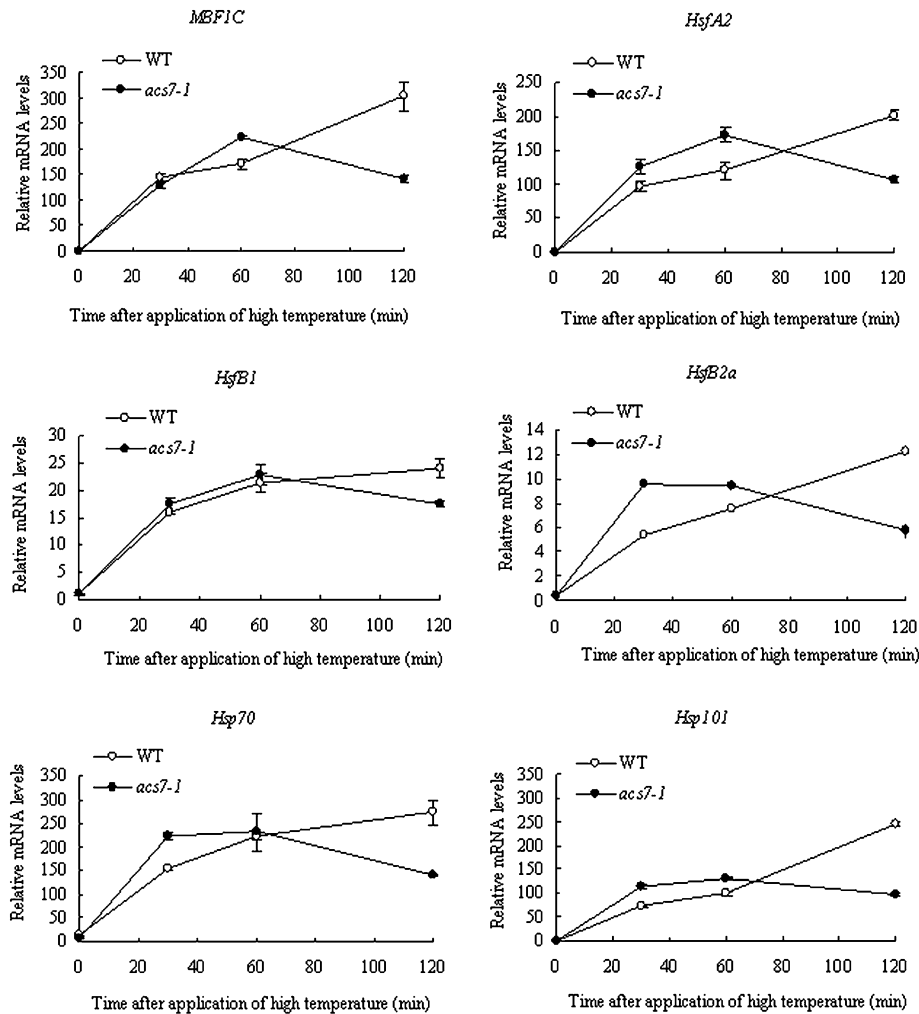 MBF1C
WT
acs7-1
Relative mRNA levels
350
300
250
200
150
100
50
0
0 20 40 60 80 100 120
Time after application of high temperature (min)
HsfA2
WT
acs7-1
Relative mRNA levels
250
200
150
100
50
0
0 20 40 60 80 100 120
Time after application of high temperature (min)
HsfB1
WT
acs7-1
Relative mRNA levels
30
25
20
15
10
5
0
0 20 40 60 80 100 120
Time after application of high temperature (min)
HsfB2a
WT
acs7-1
Relative mRNA levels
14
12
10
8
6
4
2
0
0 20 40 60 80 100 120
Time after application of high temperature (min)
Hsp70
WT
acs7-1
Relative mRNA levels
350
300
250
200
150
100
50
0
0 20 40 60 80 100 120
Time after application of high temperature (min)
Hsp101
WT
acs7-1
Relative mRNA levels
350
300
250
200
150
100
50
0
0 20 40 60 80 100 120
Time after application of high temperature (min)